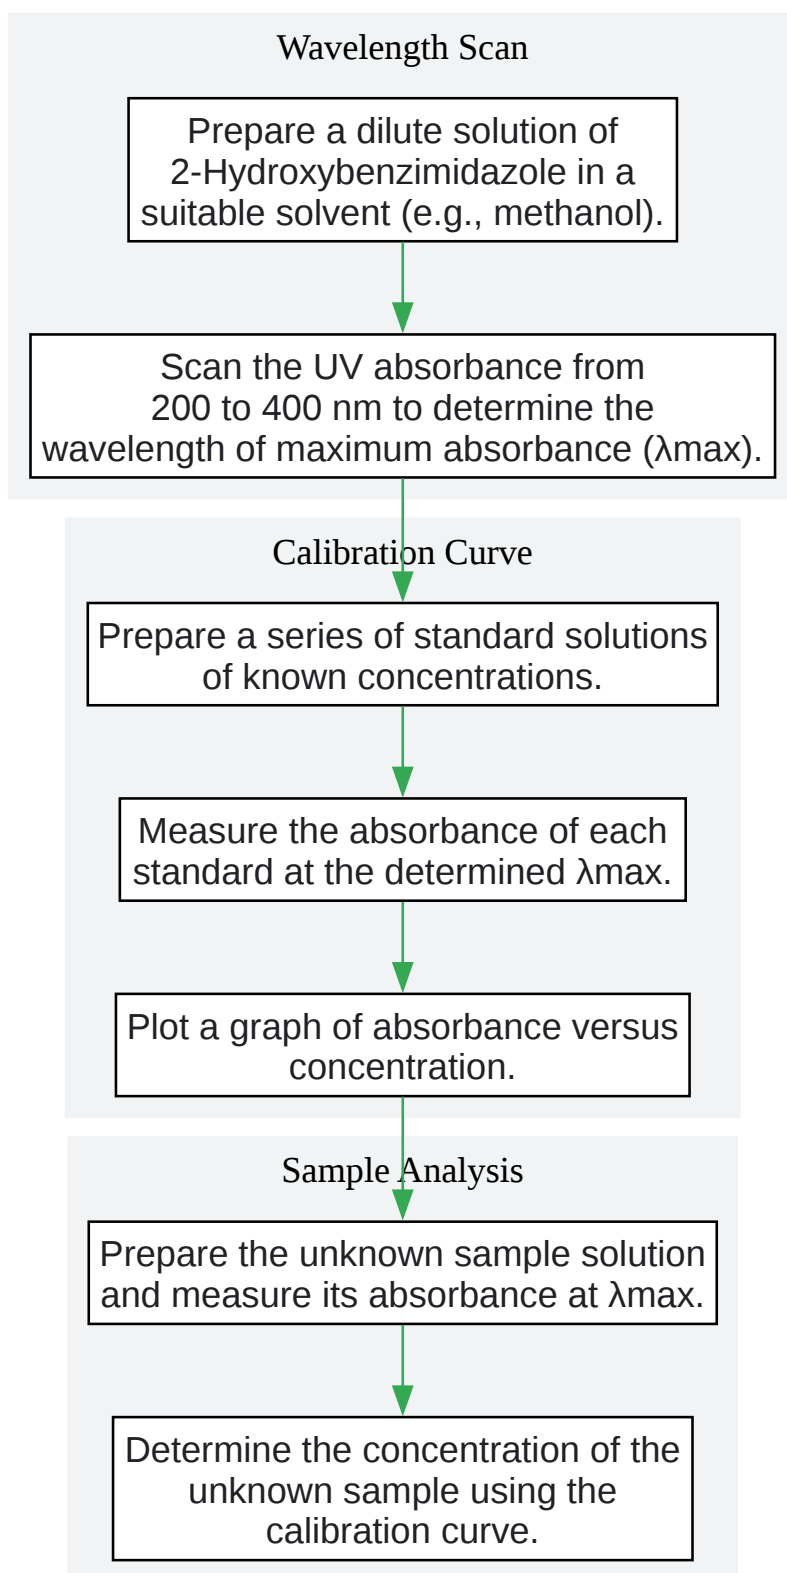 Wavelength Scan
Prepare a dilute solution of
2-Hydroxybenzimidazole in a
suitable solvent (e.g., methanol).
Scan the UV absorbance from
200 to 400 nm to determine the
wavelength of maximum absorbance (λmax).
Calibration Curve
Prepare a series of standard solutions
of known concentrations.
Measure the absorbance of each
standard at the determined λmax.
Plot a graph of absorbance versus
concentration.
Sample Analysis
Prepare the unknown sample solution
and measure its absorbance at λmax.
Determine the concentration of the
unknown sample using the
calibration curve.